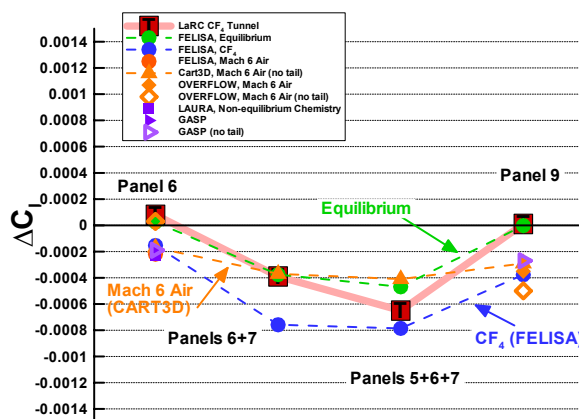 LaRC CF4 Tunnel
FELISA, Equilibrium
FELISA, CF4
FELISA, Mach 6 Air
Cart3D, Mach 6 Air (no tail)
OVERFLOW, Mach 6 Air
OVERFLOW, Mach 6 Air (no tail)
LAURA, Non-equilibrium Chemistry
GASP
GASP (no tail)
0.0014
0.0012
0.0010
0.0008
0.0006
0.0004
0.0002
0
-0.0002
-0.0004
-0.0006
-0.0008
-0.001
-0.0012
-0.0014
ΔCl
Panel 6
Panel 9
Equilibrium
Mach 6 Air
(CART3D)
Panels 6+7
CF4 (FELISA)
Panels 5+6+7